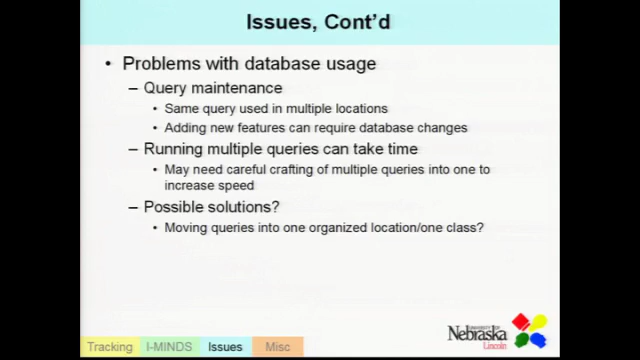 Issues, Cont'd
• Problems with database usage
– Query maintenance
• Same query used in multiple locations
• Adding new features can require database changes
– Running multiple queries can take time
• May need careful crafting of multiple queries into one to
increase speed
– Possible solutions?
• Moving queries into one organized location/one class?
Nebraska
Lincoln
Tracking I-MINDS Issues Misc